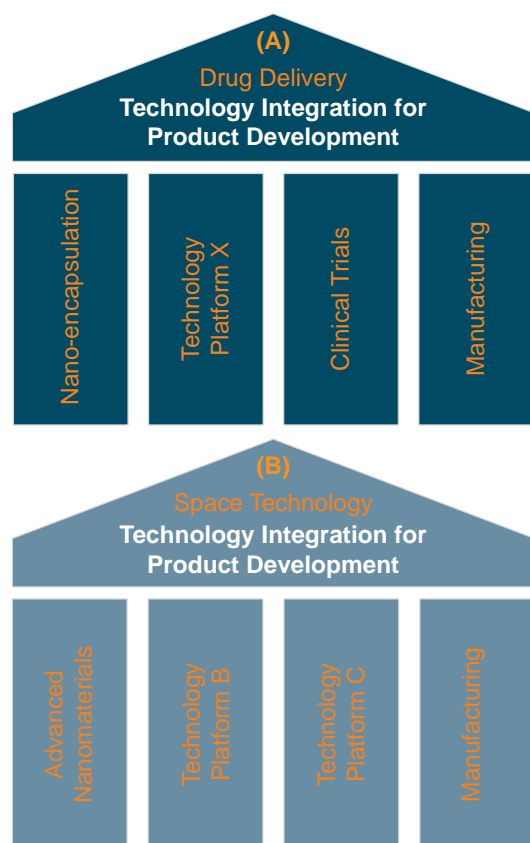 (A)
Drug Delivery
Technology Integration for
Product Development
Nano-encapsulation
Technology
Platform X
Clinical Trials
Manufacturing
(B)
Space Technology
Technology Integration for
Product Development
Advanced
Nanomaterials
Technology
Platform B
Technology
Platform C
Manufacturing